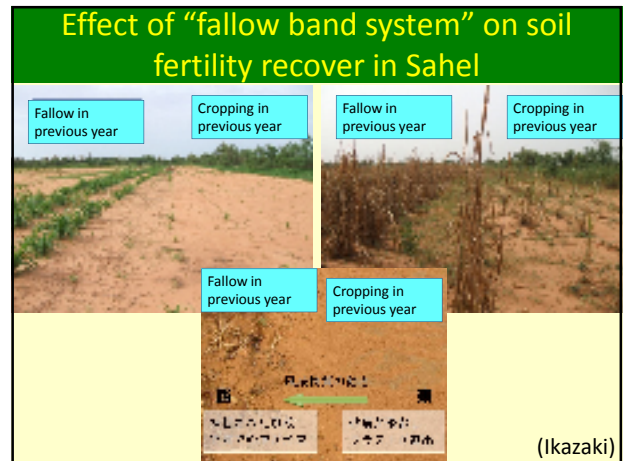 Effect of “fallow band system” on soil
fertility recover in Sahel
Fallow in
previous year
Cropping in
previous year
Fallow in
previous year
Cropping in
previous year
Fallow in
previous year
Cropping in
previous year
(Ikazaki)